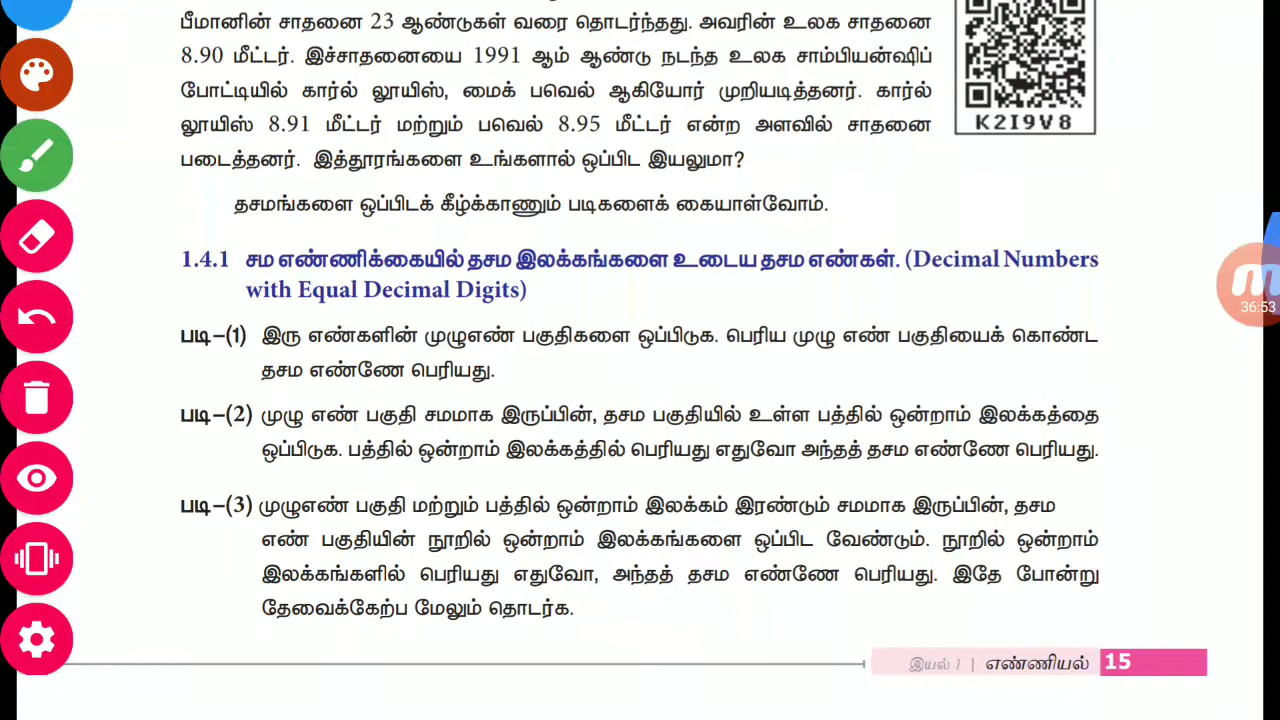 பீமானின் சாதனை 23 ஆண்டுகள் வரை தொடர்ந்தது. அவரின் உலக சாதனை
8.90 மீட்டர். இச்சாதனையை 1991 ஆம் ஆண்டு நடந்த உலக சாம்பியன்ஷிப்
போட்டியில் கார்ல் லூயிஸ், மைக் பவெல் ஆகியோர் முறியடித்தனர். கார்ல்
லூயிஸ் 8.91 மீட்டர் மற்றும் பவெல் 8.95 மீட்டர் என்ற அளவில் சாதனை
படைத்தனர். இத்தூரங்களை உங்களால் ஒப்பிட இயலுமா?
K2I9V8
தசமங்களை ஒப்பிடக் கீழ்க்காணும் படிகளைக் கையாள்வோம்.
1.4.1 சம எண்ணிக்கையில் தசம இலக்கங்களை உடைய தசம எண்கள். (Decimal Numbers
with Equal Decimal Digits)
36:53
படி–(1) இரு எண்களின் முழுஎண் பகுதிகளை ஒப்பிடுக. பெரிய முழு எண் பகுதியைக் கொண்ட
தசம எண்ணே பெரியது.
படி–(2) முழு எண் பகுதி சமமாக இருப்பின், தசம பகுதியில் உள்ள பத்தில் ஒன்றாம் இலக்கத்தை
ஒப்பிடுக. பத்தில் ஒன்றாம் இலக்கத்தில் பெரியது எதுவோ அந்தத் தசம எண்ணே பெரியது.
படி–(3) முழுஎண் பகுதி மற்றும் பத்தில் ஒன்றாம் இலக்கம் இரண்டும் சமமாக இருப்பின், தசம
எண் பகுதியின் நூறில் ஒன்றாம் இலக்கங்களை ஒப்பிட வேண்டும். நூறில் ஒன்றாம்
இலக்கங்களில் பெரியது எதுவோ, அந்தத் தசம எண்ணே பெரியது. இதே போன்று
தேவைக்கேற்ப மேலும் தொடர்க.
இயல் 1 | எண்ணியல் 15